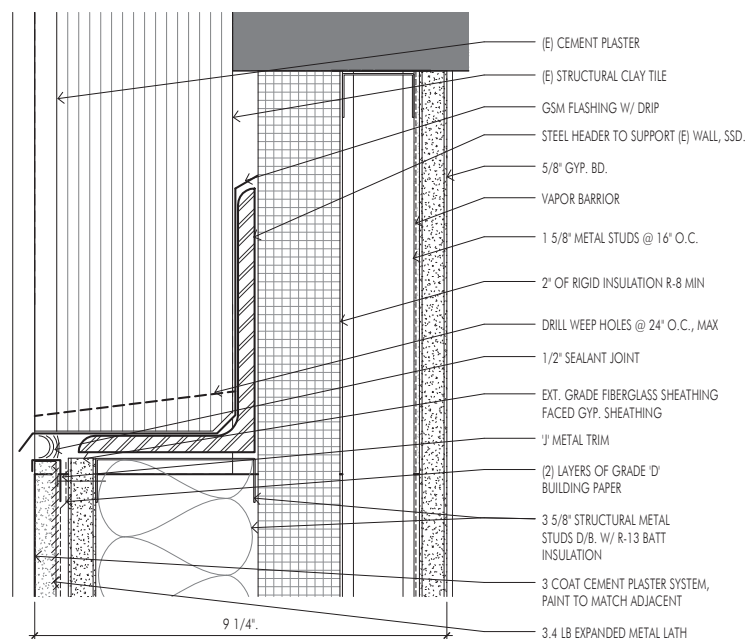 (E) CEMENT PLASTER
(E) STRUCTURAL CLAY TILE
GSM FLASHING W/ DRIP
STEEL HEADER TO SUPPORT (E) WALL, SSD.
5/8" GYP. BD.
VAPOR BARRIER
1 5/8" METAL STUDS @ 16" O.C.
2" OF RIGID INSULATION R-8 MIN
DRILL WEEP HOLES @ 24" O.C., MAX
1/2" SEALANT JOINT
EXT. GRADE FIBERGLASS SHEATHING
FACED GYP. SHEATHING
'J' METAL TRIM
(2) LAYERS OF GRADE 'D'
BUILDING PAPER
3 5/8" STRUCTURAL METAL
STUDS D/B. W/ R-13 BATT
INSULATION
3 COAT CEMENT PLASTER SYSTEM,
PAINT TO MATCH ADJACENT
3.4 LB EXPANDED METAL LATH
9 1/4".